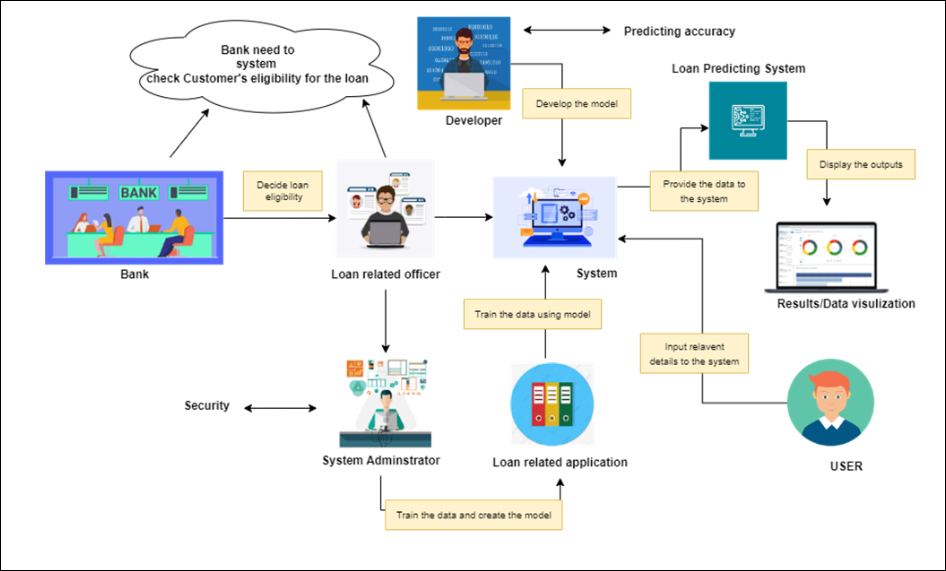 Bank need to
system
check Customer's eligibility for the loan
Developer
Predicting accuracy
Develop the model
Loan Predicting System
Display the outputs
Provide the data to
the system
BANK
Bank
Decide loan
eligibility
Loan related officer
System
Results/Data visulization
Train the data using model
Input relavent
details to the system
Security
System Adminstrator
Loan related application
USER
Train the data and create the model